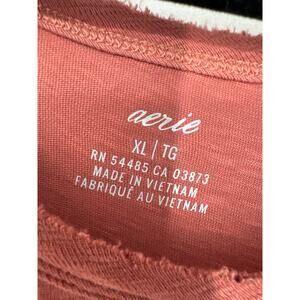 aerie
XL | TG
RN 54485 CA 03873
MADE IN VIETNAM
FABRIQUÉ AU VIETNAM